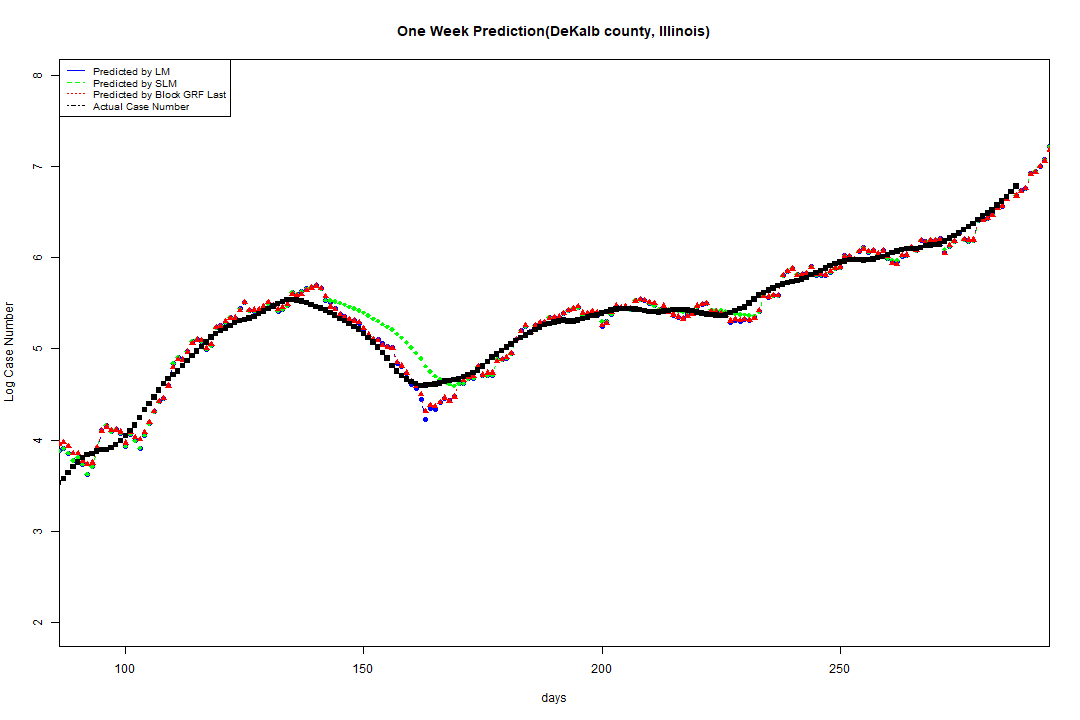 One Week Prediction(DeKalb county, Illinois)
Predicted by LM
Predicted by SLM
Predicted by Block GRF Last
Actual Case Number
8
7
6
5
4
3
2
Log Case Number
100 150 200 250
days